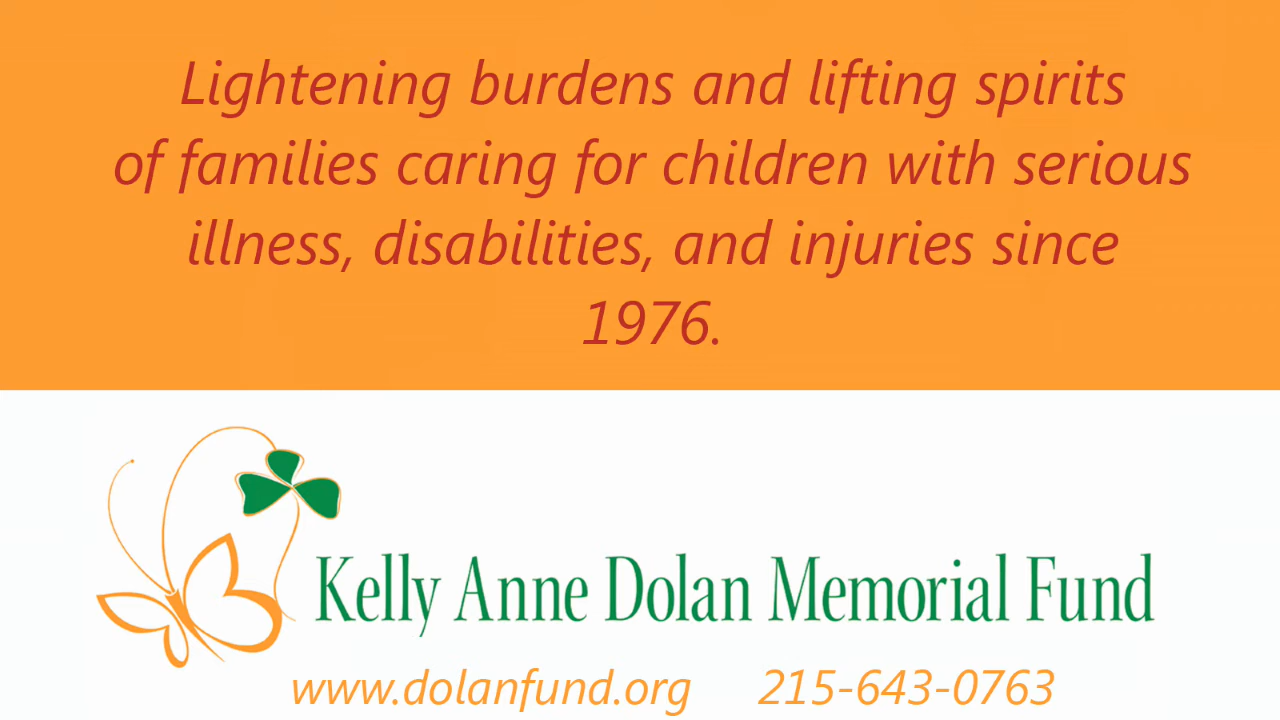 Lightening burdens and lifting spirits
of families caring for children with serious
illness, disabilities, and injuries since
1976.
Kelly Anne Dolan Memorial Fund
www.dolanfund.org 215-643-0763